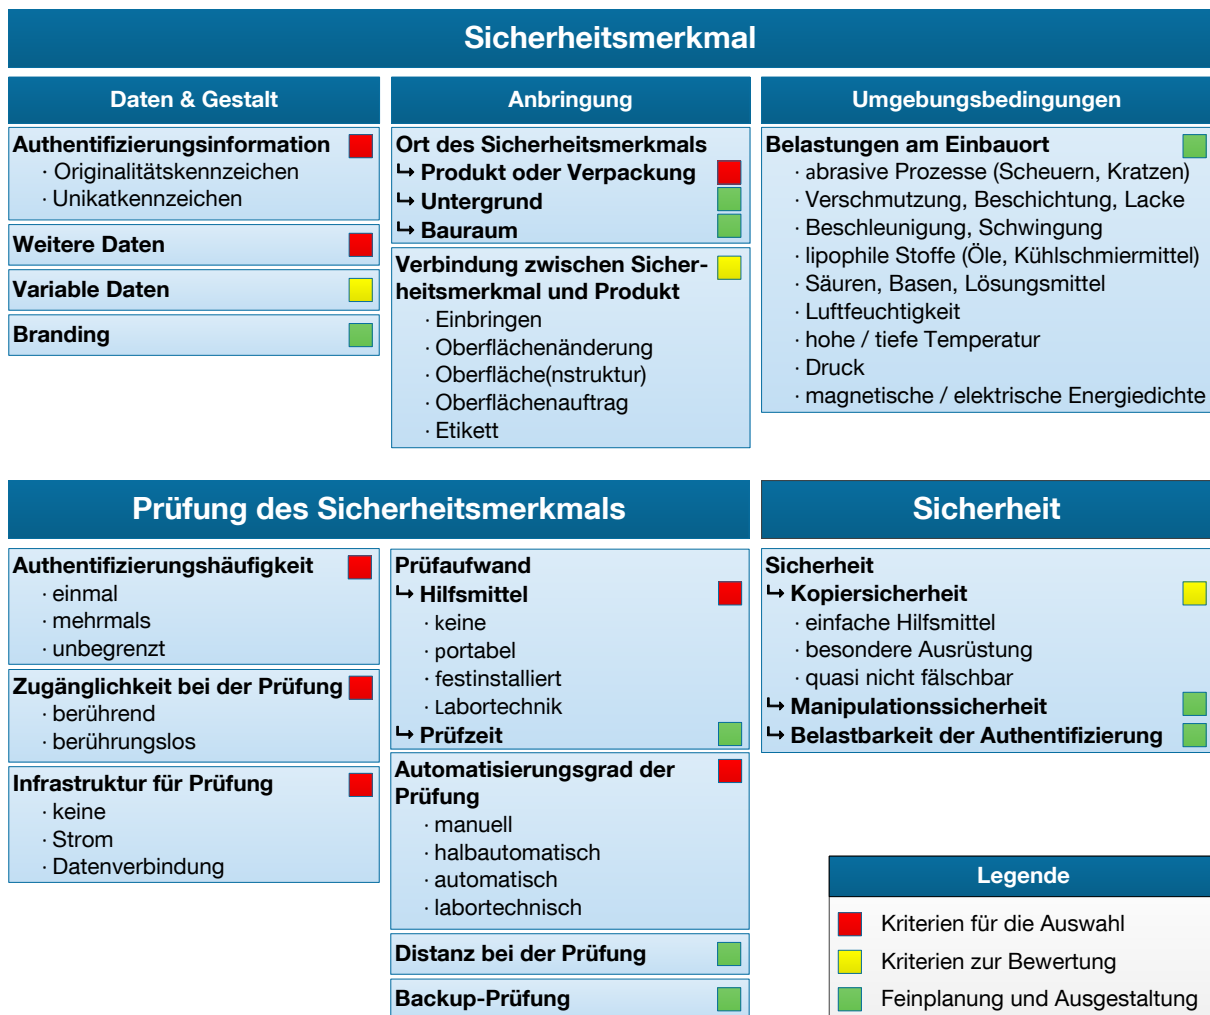 Sicherheitsmerkmal
Daten & Gestalt
Authentifizierungsinformation
· Originalitätskennzeichen
· Unikatkennzeichen
Weitere Daten
Variable Daten
Branding
Anbringung
Ort des Sicherheitsmerkmals
↳ Produkt oder Verpackung
↳ Untergrund
↳ Bauraum
Verbindung zwischen Sicher-
heitsmerkmal und Produkt
· Einbringen
· Oberflächenänderung
· Oberfläche(nstruktur)
· Oberflächenauftrag
· Etikett
Umgebungsbedingungen
Belastungen am Einbauort
· abrasive Prozesse (Scheuern, Kratzen)
· Verschmutzung, Beschichtung, Lacke
· Beschleunigung, Schwingung
· lipophile Stoffe (Öle, Kühlschmiermittel)
· Säuren, Basen, Lösungsmittel
· Luftfeuchtigkeit
· hohe / tiefe Temperatur
· Druck
· magnetische / elektrische Energiedichte
Prüfung des Sicherheitsmerkmals
Authentifizierungshäufigkeit
· einmal
· mehrmals
· unbegrenzt
Zugänglichkeit bei der Prüfung
· berührend
· berührungslos
Infrastruktur für Prüfung
· keine
· Strom
· Datenverbindung
Prüfaufwand
↳ Hilfsmittel
· keine
· portabel
· festinstalliert
· Labortechnik
↳ Prüfzeit
Automatisierungsgrad der
Prüfung
· manuell
· halbautomatisch
· automatisch
· labortechnisch
Distanz bei der Prüfung
Backup-Prüfung
Sicherheit
Sicherheit
↳ Kopiersicherheit
· einfache Hilfsmittel
· besondere Ausrüstung
· quasi nicht fälschbar
↳ Manipulationssicherheit
↳ Belastbarkeit der Authentifizierung
Legende
Kriterien für die Auswahl
Kriterien zur Bewertung
Feinplanung und Ausgestaltung